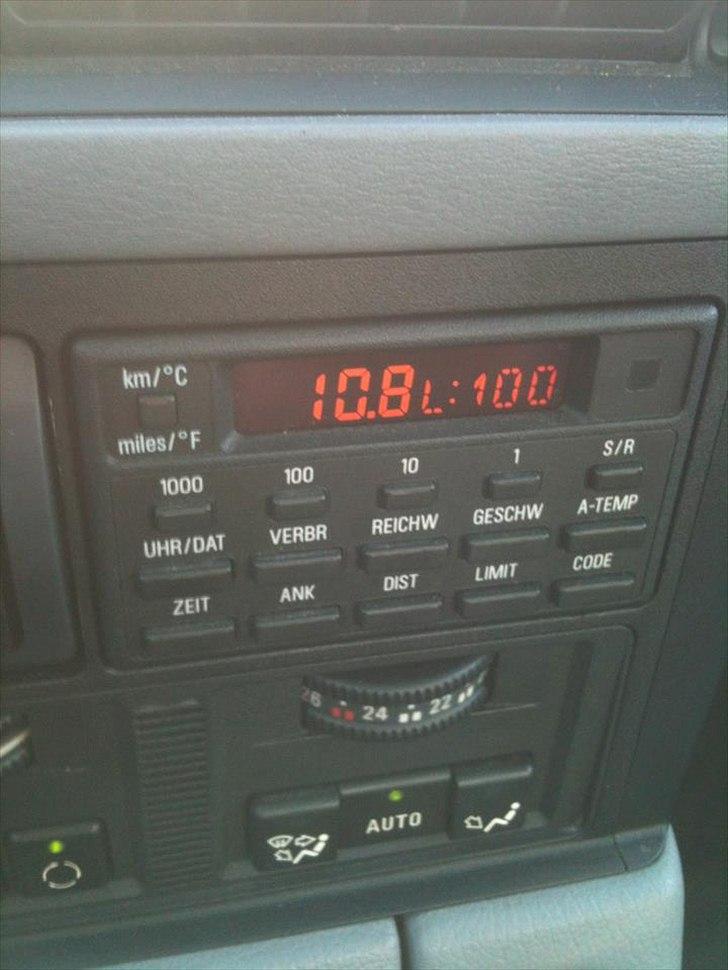 km/°C
10.8L:100
miles/°F
1000 100 10 1 S/R
UHR/DAT VERBR REICHW GESCHW A-TEMP
ZEIT ANK DIST LIMIT CODE
26 24 22
AUTO